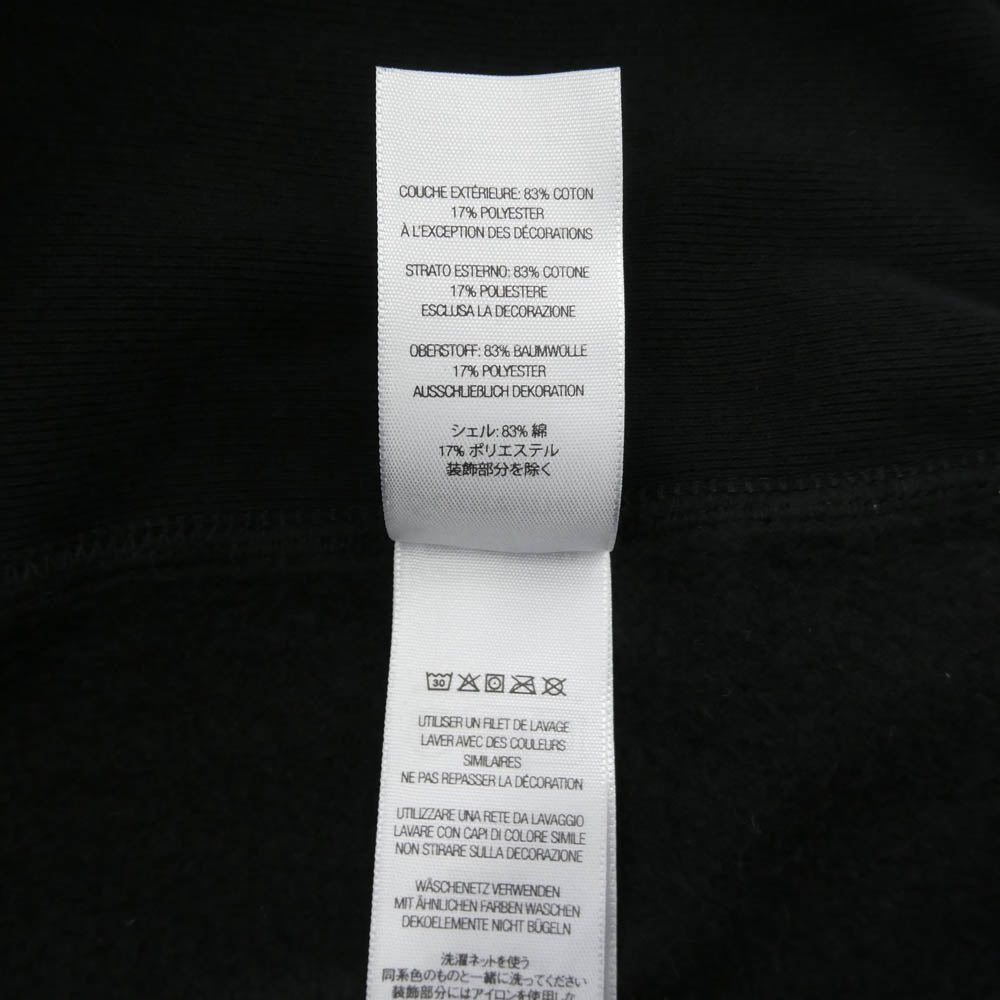 COUCHE EXTÉRIEURE: 83% COTON
17% POLYESTER
À L'EXCEPTION DES DÉCORATIONS
STRATO ESTERNO: 83% COTONE
17% POLIESTERE
ESCLUSA LA DECORAZIONE
OBERSTOFF: 83% BAUMWOLLE
17% POLYESTER
AUSSCHLIEßLICH DEKORATION
シェル: 83% 綿
17% ポリエステル
装飾部分を除く
30
UTILISER UN FILET DE LAVAGE
LAVER AVEC DES COULEURS
SIMILAIRES
NE PAS REPASSER LA DÉCORATION
UTILIZZARE UNA RETE DA LAVAGGIO
LAVARE CON CAPI DI COLORE SIMILE
NON STIRARE SULLA DECORAZIONE
WÄSCHENETZ VERWENDEN
MIT ÄHNLICHEN FARBEN WASCHEN
DEKOELEMENTE NICHT BÜGELN
洗濯ネットを使う
同系色のものと一緒に洗ってください
装飾部分にはアイロンを使用しな